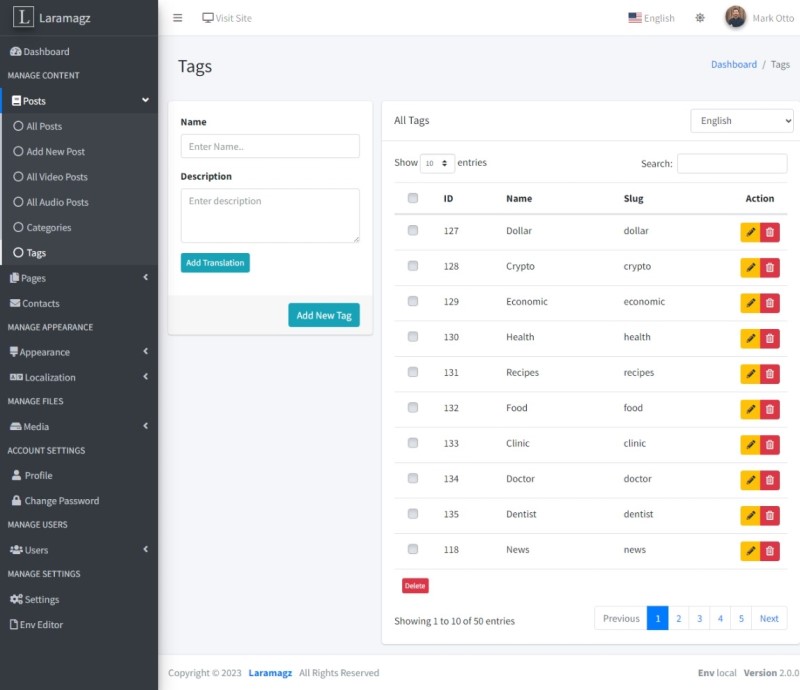 L Laramagz
Visit Site
English
Mark Otto
Dashboard
MANAGE CONTENT
Posts
All Posts
Add New Post
All Video Posts
All Audio Posts
Categories
Tags
Pages
Contacts
MANAGE APPEARANCE
Appearance
Localization
MANAGE FILES
Media
ACCOUNT SETTINGS
Profile
Change Password
MANAGE USERS
Users
MANAGE SETTINGS
Settings
Env Editor
Tags
Dashboard / Tags
Name
Enter Name..
Description
Enter description
Add Translation
Add New Tag
All Tags
English
Show 10 entries
Search:
ID Name Slug Action
127 Dollar dollar
128 Crypto crypto
129 Economic economic
130 Health health
131 Recipes recipes
132 Food food
133 Clinic clinic
134 Doctor doctor
135 Dentist dentist
118 News news
Delete
Showing 1 to 10 of 50 entries
Previous 1 2 3 4 5 Next
Copyright © 2023 Laramagz All Rights Reserved
Env local Version 2.0.0